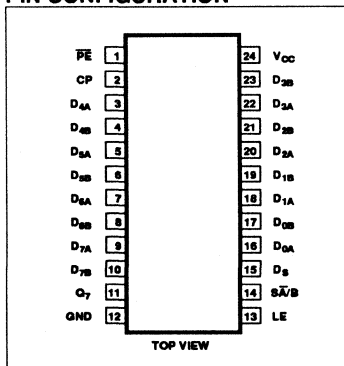 PIN CONFIGURATION
P̅E̅ 1 24 VCC
CP 2 23 D3B
D4A 3 22 D3A
D4B 4 21 D2B
D5A 5 20 D2A
D5B 6 19 D1B
D6A 7 18 D1A
D6B 8 17 D0B
D7A 9 16 D0A
D7B 10 15 DS
Q7 11 14 SA̅/B
GND 12 13 LE
TOP VIEW